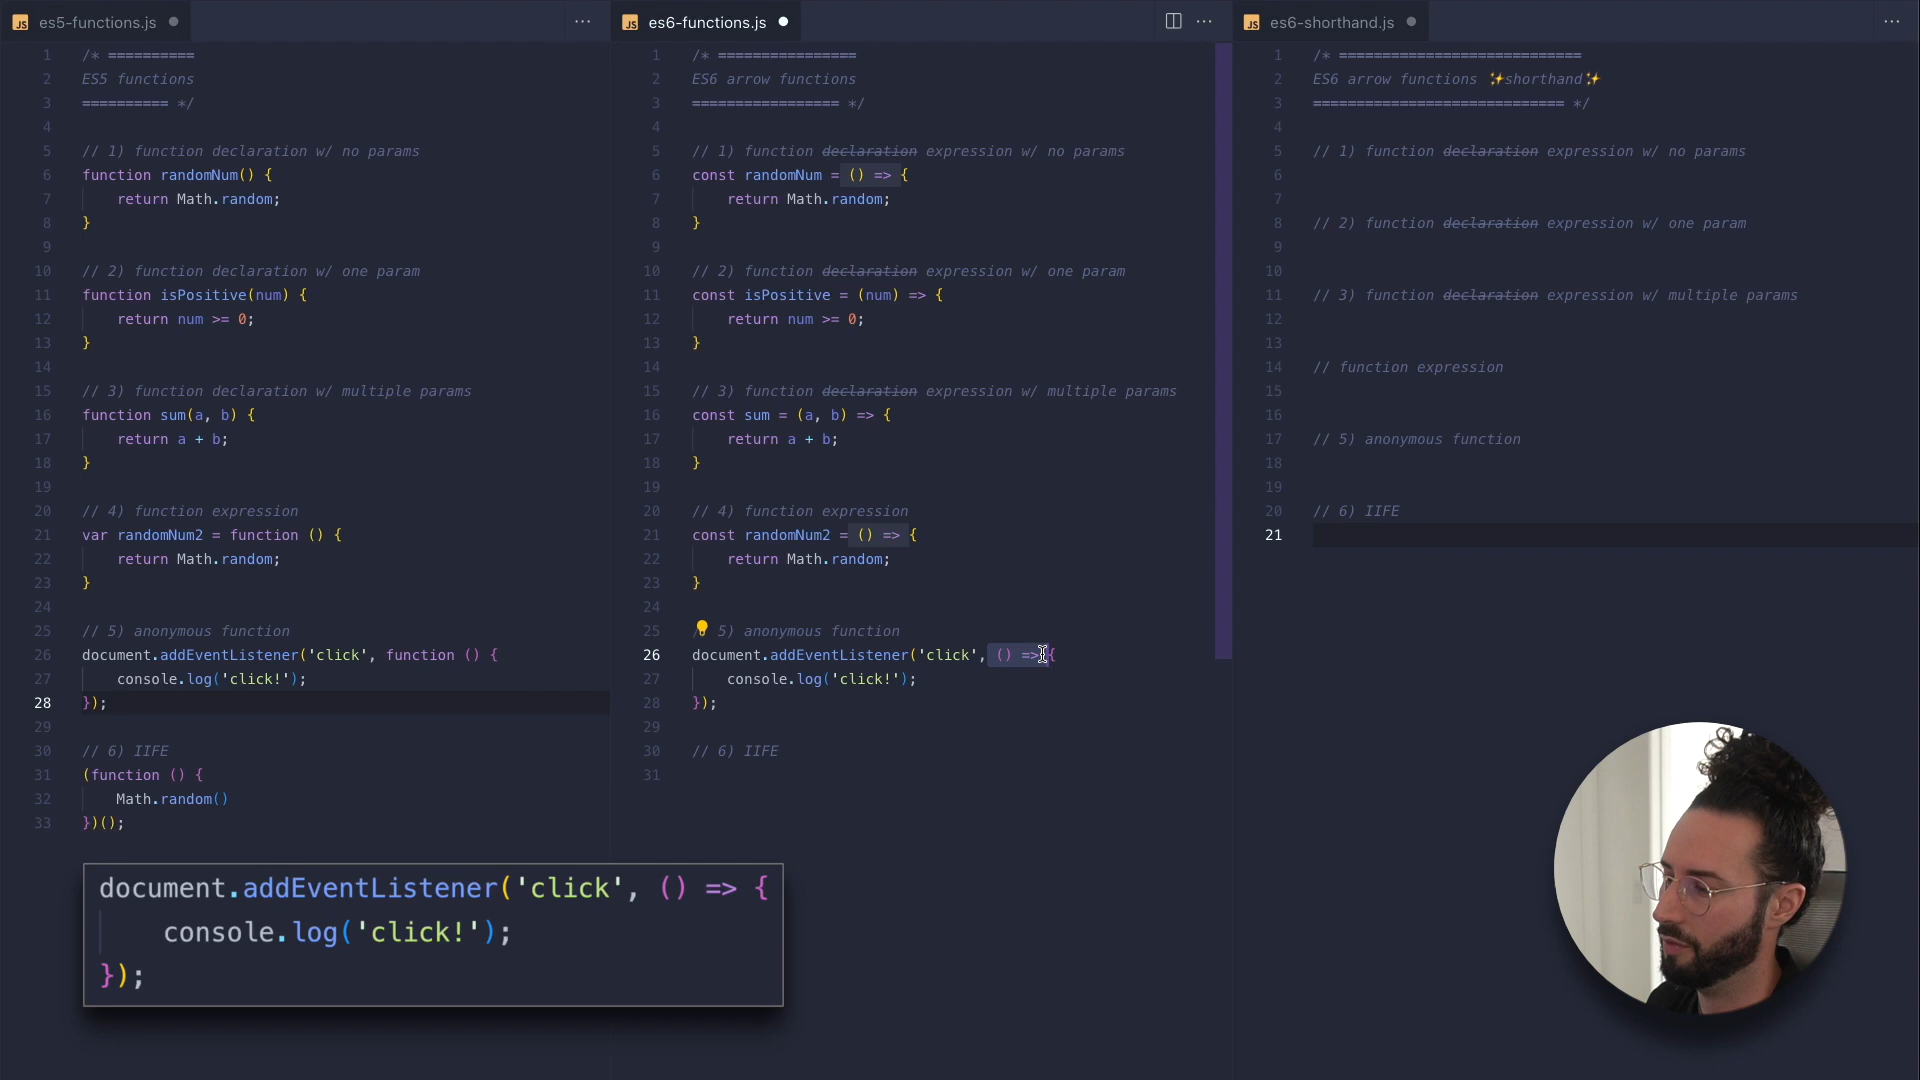 JS es5-functions.js
1 /* ==========
2 ES5 functions
3 ========== */
4
5 // 1) function declaration w/ no params
6 function randomNum() {
7 return Math.random;
8 }
9
10 // 2) function declaration w/ one param
11 function isPositive(num) {
12 return num >= 0;
13 }
14
15 // 3) function declaration w/ multiple params
16 function sum(a, b) {
17 return a + b;
18 }
19
20 // 4) function expression
21 var randomNum2 = function () {
22 return Math.random;
23 }
24
25 // 5) anonymous function
26 document.addEventListener('click', function () {
27 console.log('click!');
28 });
29
30 // 6) IIFE
31 (function () {
32 Math.random()
33 })();
document.addEventListener('click', () => {
console.log('click!');
});
JS es6-functions.js
1 /* ================
2 ES6 arrow functions
3 ================= */
4
5 // 1) function declaration expression w/ no params
6 const randomNum = () => {
7 return Math.random;
8 }
9
10 // 2) function declaration expression w/ one param
11 const isPositive = (num) => {
12 return num >= 0;
13 }
14
15 // 3) function declaration expression w/ multiple params
16 const sum = (a, b) => {
17 return a + b;
18 }
19
20 // 4) function expression
21 const randomNum2 = () => {
22 return Math.random;
23 }
24
25 5) anonymous function
26 document.addEventListener('click', () => {
27 console.log('click!');
28 });
29
30 // 6) IIFE
31
JS es6-shorthand.js
1 /* ============================
2 ES6 arrow functions ✨shorthand✨
3 ============================= */
4
5 // 1) function declaration expression w/ no params
6
7
8 // 2) function declaration expression w/ one param
9
10
11 // 3) function declaration expression w/ multiple params
12
13
14 // function expression
15
16
17 // 5) anonymous function
18
19
20 // 6) IIFE
21